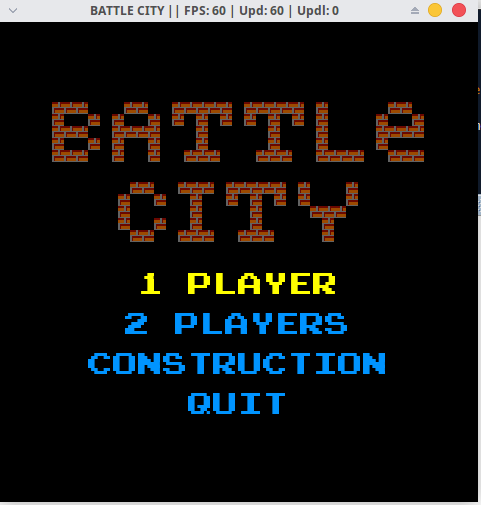 BATTLE CITY || FPS: 60 | Upd: 60 | Updl: 0
BATTLE
CITY
1 PLAYER
2 PLAYERS
CONSTRUCTION
QUIT